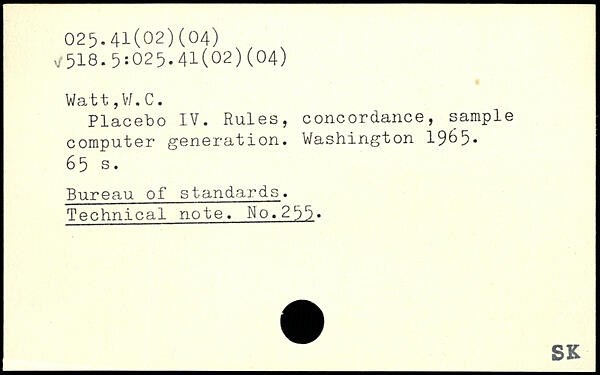 025.41(02)(04)
√518.5:025.41(02)(04)
Watt,W.C.
Placebo IV. Rules, concordance, sample
computer generation. Washington 1965.
65 s.
Bureau of standards.
Technical note. No.255.
SK